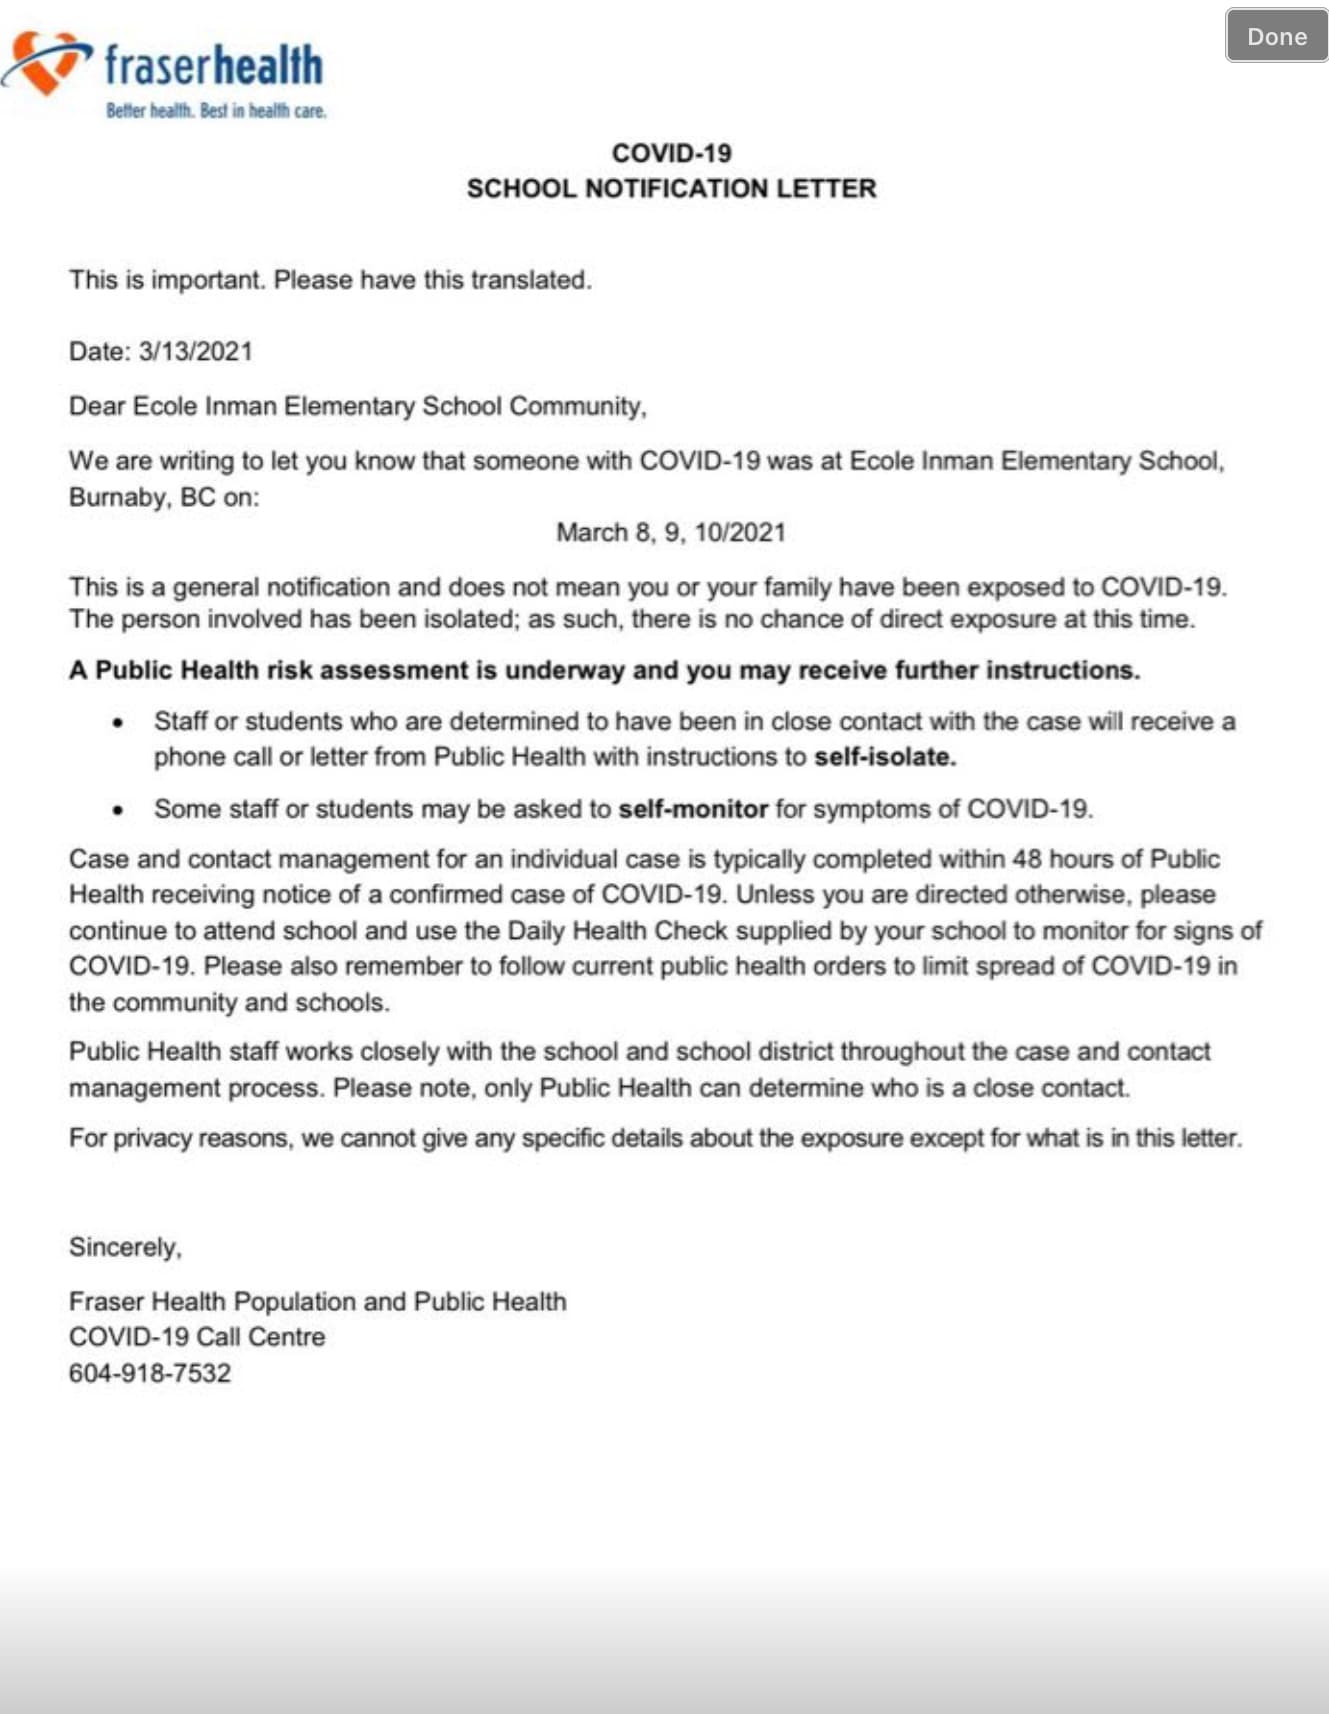 fraserhealth
Better health. Best in health care.
Done
COVID-19
SCHOOL NOTIFICATION LETTER
This is important. Please have this translated.
Date: 3/13/2021
Dear Ecole Inman Elementary School Community,
We are writing to let you know that someone with COVID-19 was at Ecole Inman Elementary School,
Burnaby, BC on:
March 8, 9, 10/2021
This is a general notification and does not mean you or your family have been exposed to COVID-19.
The person involved has been isolated; as such, there is no chance of direct exposure at this time.
A Public Health risk assessment is underway and you may receive further instructions.
• Staff or students who are determined to have been in close contact with the case will receive a
phone call or letter from Public Health with instructions to self-isolate.
• Some staff or students may be asked to self-monitor for symptoms of COVID-19.
Case and contact management for an individual case is typically completed within 48 hours of Public
Health receiving notice of a confirmed case of COVID-19. Unless you are directed otherwise, please
continue to attend school and use the Daily Health Check supplied by your school to monitor for signs of
COVID-19. Please also remember to follow current public health orders to limit spread of COVID-19 in
the community and schools.
Public Health staff works closely with the school and school district throughout the case and contact
management process. Please note, only Public Health can determine who is a close contact.
For privacy reasons, we cannot give any specific details about the exposure except for what is in this letter.
Sincerely,
Fraser Health Population and Public Health
COVID-19 Call Centre
604-918-7532